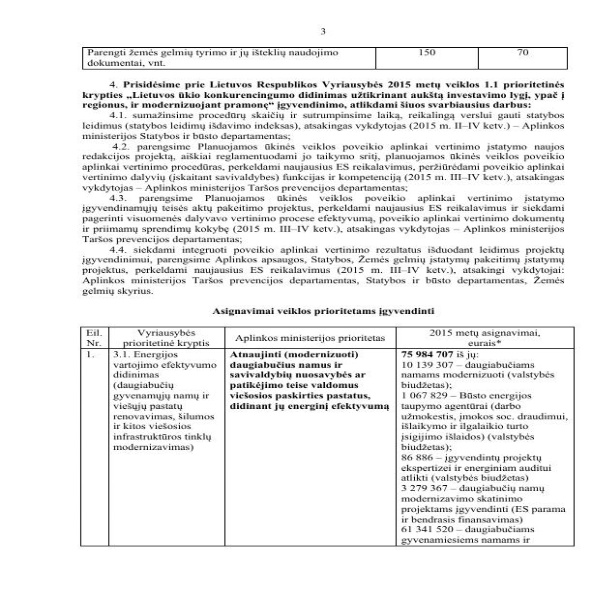 3
Parengti žemės gelmių tyrimo ir jų išteklių naudojimo 150 70
dokumentai, vnt.
4. Prisidėsime prie Lietuvos Respublikos Vyriausybės 2015 metų veiklos 1.1 prioritetinės
krypties „Lietuvos ūkio konkurencingumo didinimas užtikrinant aukštą investavimo lygį, ypač į
regionus, ir modernizuojant pramonę“ įgyvendinimo, atlikdami šiuos svarbiausius darbus:
4.1. sumažinsime procedūrų skaičių ir sutrumpinsime laiką, reikalingą verslui gauti statybos
leidimus (statybos leidimų išdavimo indeksas), atsakingas vykdytojas (2015 m. II–IV ketv.) – Aplinkos
ministerijos Statybos ir būsto departamentas;
4.2. parengsime Planuojamos ūkinės veiklos poveikio aplinkai vertinimo įstatymo naujos
redakcijos projektą, aiškiai reglamentuodami jo taikymo sritį, planuojamos ūkinės veiklos poveikio
aplinkai vertinimo procedūras, perkeldami naujausius ES reikalavimus, peržiūrėdami poveikio aplinkai
vertinimo dalyvių (įskaitant savivaldybes) funkcijas ir kompetenciją (2015 m. III–IV ketv.), atsakingas
vykdytojas – Aplinkos ministerijos Taršos prevencijos departamentas;
4.3. parengsime Planuojamos ūkinės veiklos poveikio aplinkai vertinimo įstatymo
įgyvendinamųjų teisės aktų pakeitimo projektus, perkeldami naujausius ES reikalavimus ir siekdami
pagerinti visuomenės dalyvavo vertinimo procese efektyvumą, poveikio aplinkai vertinimo dokumentų
ir priimamų sprendimų kokybę (2015 m. III–IV ketv.), atsakingas vykdytojas – Aplinkos ministerijos
Taršos prevencijos departamentas;
4.4. siekdami integruoti poveikio aplinkai vertinimo rezultatus išduodant leidimus projektų
įgyvendinimui, parengsime Aplinkos apsaugos, Statybos, Žemės gelmių įstatymų pakeitimų įstatymų
projektus, perkeldami naujausius ES reikalavimus (2015 m. III–IV ketv.), atsakingi vykdytojai:
Aplinkos ministerijos Taršos prevencijos departamentas, Statybos ir būsto departamentas, Žemės
gelmių skyrius.
Asignavimai veiklos prioritetams įgyvendinti
Eil.
Nr.
Vyriausybės
prioritetinė kryptis
Aplinkos ministerijos prioritetas
2015 metų asignavimai,
eurais*
1.
3.1. Energijos
vartojimo efektyvumo
didinimas
(daugiabučių
gyvenamųjų namų ir
viešųjų pastatų
renovavimas, šilumos
ir kitos viešosios
infrastruktūros tinklų
modernizavimas)
Atnaujinti (modernizuoti)
daugiabučius namus ir
savivaldybių nuosavybės ar
patikėjimo teise valdomus
viešosios paskirties pastatus,
didinant jų energinį efektyvumą
75 984 707 iš jų:
10 139 307 – daugiabučiams
namams modernizuoti (valstybės
biudžetas);
1 067 829 – Būsto energijos
taupymo agentūrai (darbo
užmokestis, įmokos soc. draudimui,
išlaikymo ir ilgalaikio turto
įsigijimo išlaidos) (valstybės
biudžetas);
86 886 – įgyvendintų projektų
ekspertizei ir energiniam auditui
atlikti (valstybės biudžetas)
3 279 367 – daugiabučių namų
modernizavimo skatinimo
projektams įgyvendinti (ES parama
ir bendrasis finansavimas)
61 341 520 – daugiabučiams
gyvenamiesiems namams ir